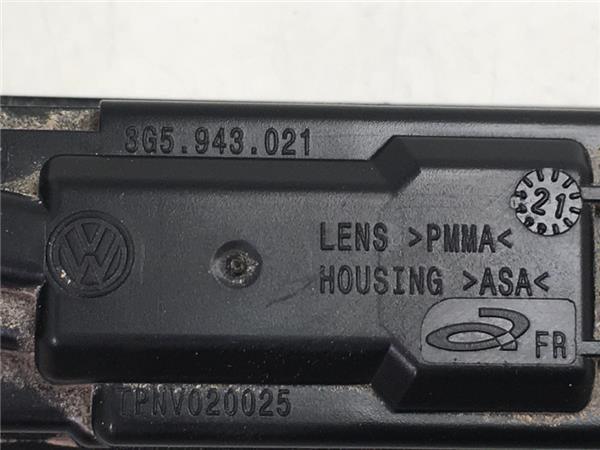 3G5.943.021
21
LENS >PMMA<
HOUSING >ASA<
FR
TPNV020025